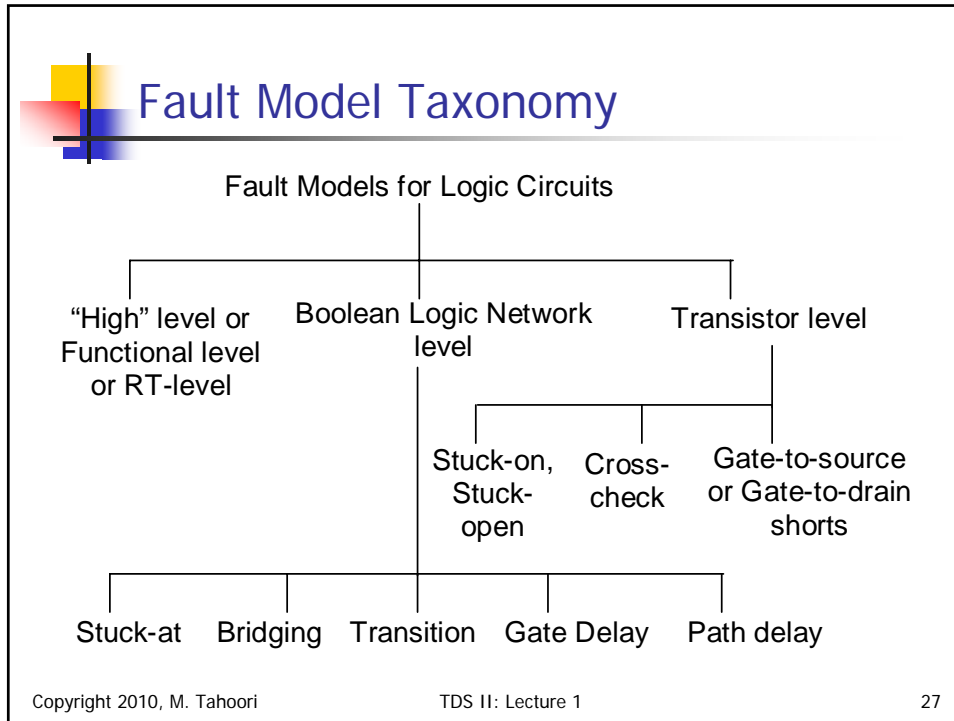 Fault Model Taxonomy
Fault Models for Logic Circuits
“High” level or
Functional level
or RT-level
Boolean Logic Network
level
Transistor level
Stuck-on,
Stuck-
open
Cross-
check
Gate-to-source
or Gate-to-drain
shorts
Stuck-at
Bridging
Transition
Gate Delay
Path delay
Copyright 2010, M. Tahoori
TDS II: Lecture 1
27